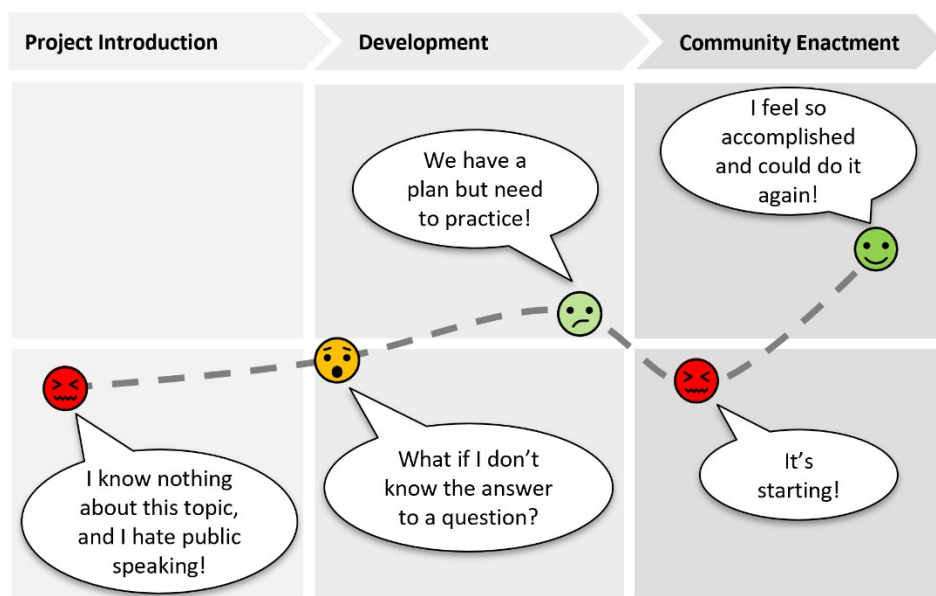 Project Introduction
Development
Community Enactment
I know nothing
about this topic,
and I hate public
speaking!
What if I don’t
know the answer
to a question?
We have a
plan but need
to practice!
It’s
starting!
I feel so
accomplished
and could do it
again!